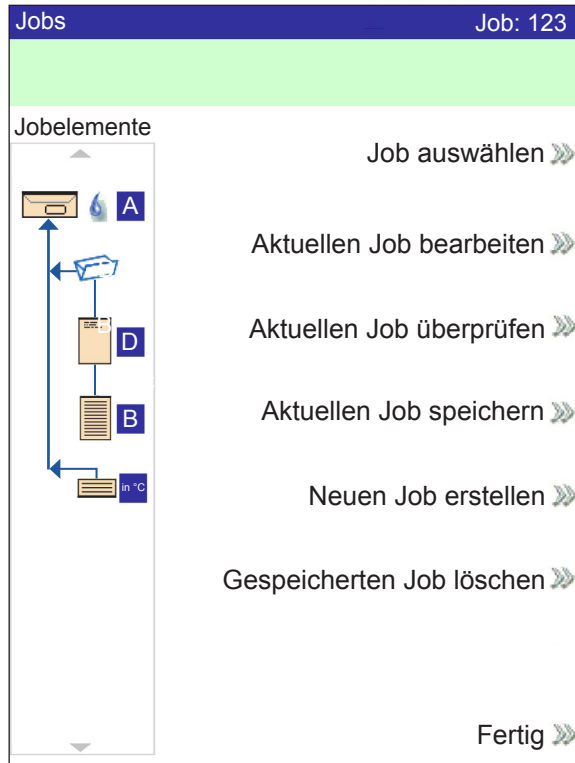 Jobs Job: 123
Jobelemente
Job auswählen
A
Aktuellen Job bearbeiten
Aktuellen Job überprüfen
D
Aktuellen Job speichern
B
in °C
Neuen Job erstellen
Gespeicherten Job löschen
Fertig